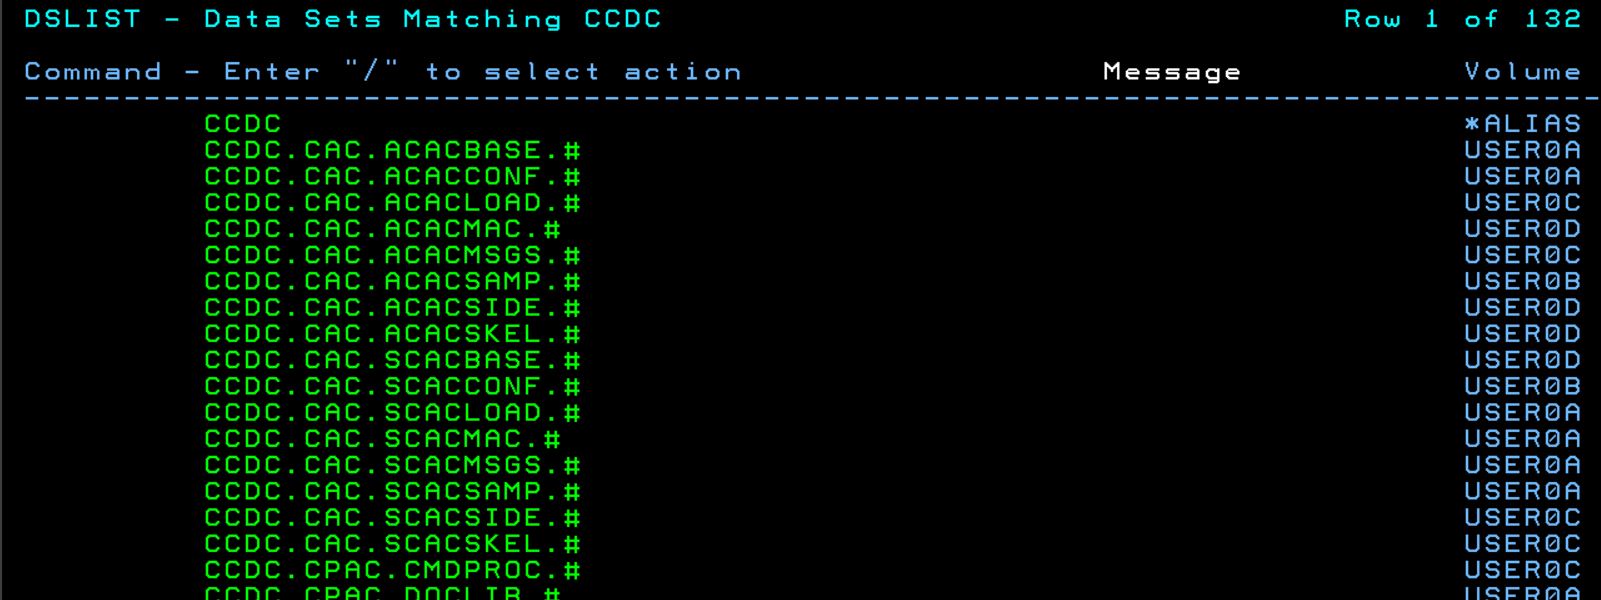 DSLIST - Data Sets Matching CCDC Row 1 of 132
Command - Enter "/" to select action Message Volume
-------------------------------------------------------------------------------
CCDC *ALIAS
CCDC.CAC.ACACBASE.# USER0A
CCDC.CAC.ACACCONF.# USER0A
CCDC.CAC.ACACLOAD.# USER0C
CCDC.CAC.ACACMAC.# USER0D
CCDC.CAC.ACACMSGS.# USER0C
CCDC.CAC.ACACSAMP.# USER0B
CCDC.CAC.ACACSIDE.# USER0D
CCDC.CAC.ACACSKEL.# USER0D
CCDC.CAC.SCACBASE.# USER0D
CCDC.CAC.SCACCONF.# USER0B
CCDC.CAC.SCACLOAD.# USER0A
CCDC.CAC.SCACMAC.# USER0A
CCDC.CAC.SCACMSGS.# USER0A
CCDC.CAC.SCACSAMP.# USER0A
CCDC.CAC.SCACSIDE.# USER0C
CCDC.CAC.SCACSKEL.# USER0C
CCDC.CPAC.CMDPROC.# USER0C
CCDC.CPAC.DOCLIB.# USER0A